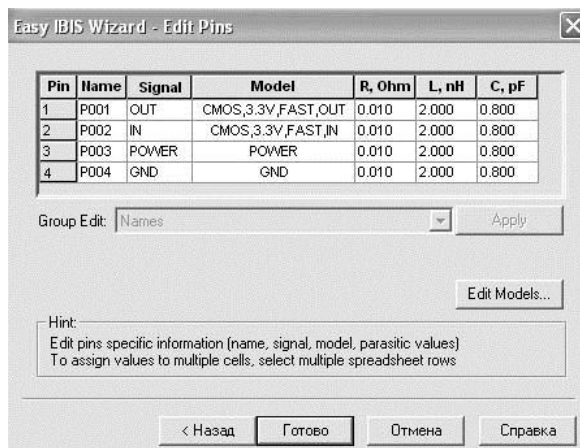 Easy IBIS Wizard - Edit Pins
Pin Name Signal Model R, Ohm L, nH C, pF
1 P001 OUT CMOS,3.3V,FAST,OUT 0.010 2.000 0.800
2 P002 IN CMOS,3.3V,FAST,IN 0.010 2.000 0.800
3 P003 POWER POWER 0.010 2.000 0.800
4 P004 GND GND 0.010 2.000 0.800
Group Edit: Names Apply
Edit Models...
Hint:
Edit pins specific information (name, signal, model, parasitic values)
To assign values to multiple cells, select multiple spreadsheet rows
< Назад Готово Отмена Справка